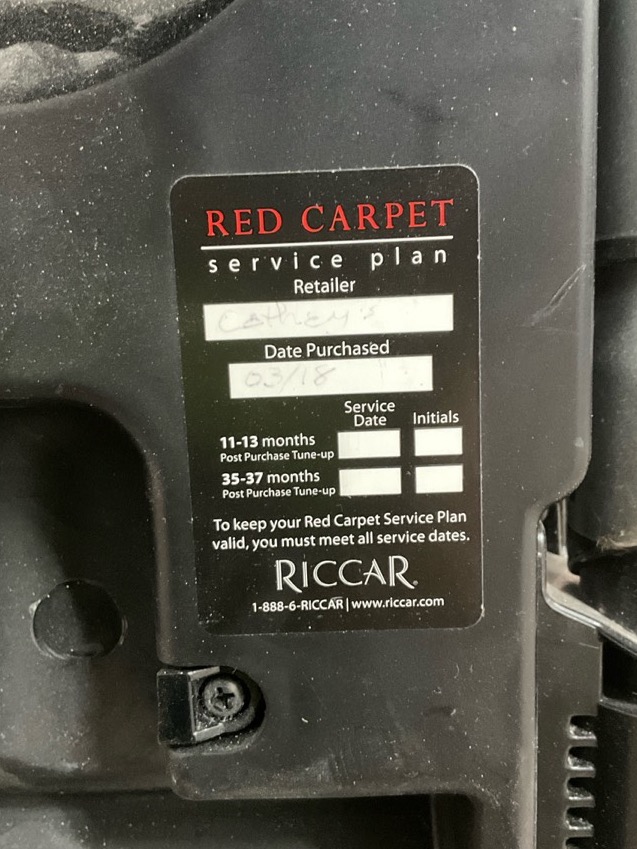 RED CARPET
service plan
Retailer
Cathey's
Date Purchased
03/18
Service
Date
Initials
11-13 months
Post Purchase Tune-up
35-37 months
Post Purchase Tune-up
To keep your Red Carpet Service Plan
valid, you must meet all service dates.
RICCAR®
1-888-6-RICCAR | www.riccar.com